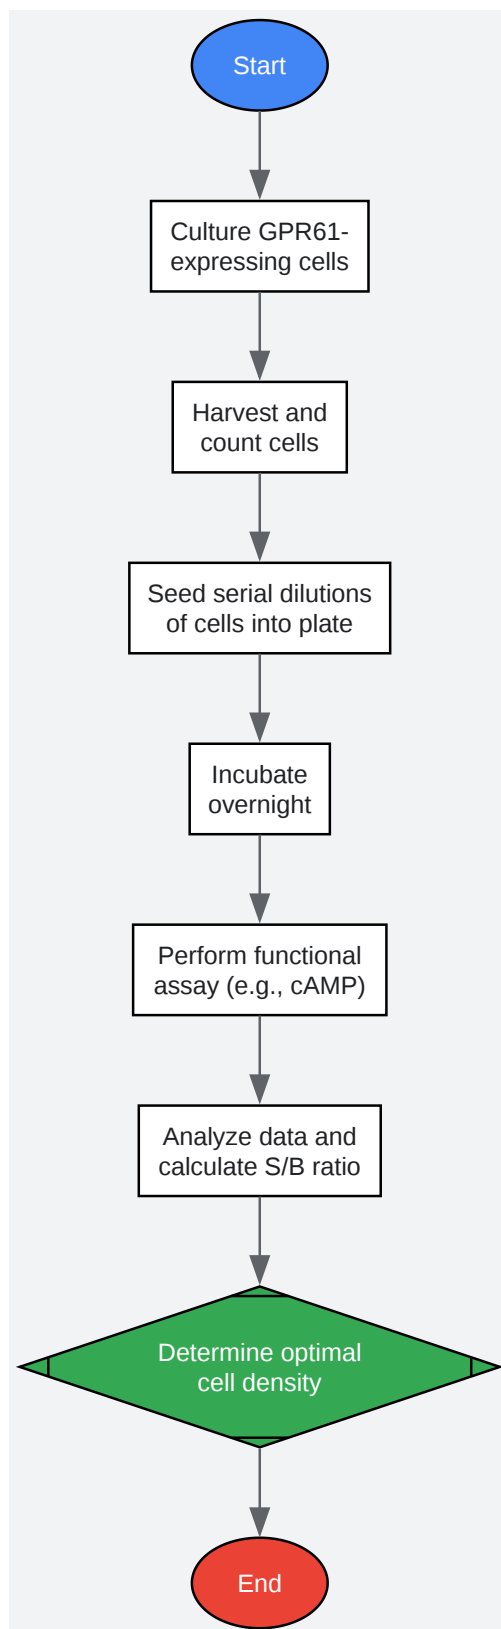 Start
Culture GPR61-
expressing cells
Harvest and
count cells
Seed serial dilutions
of cells into plate
Incubate
overnight
Perform functional
assay (e.g., cAMP)
Analyze data and
calculate S/B ratio
Determine optimal
cell density
End